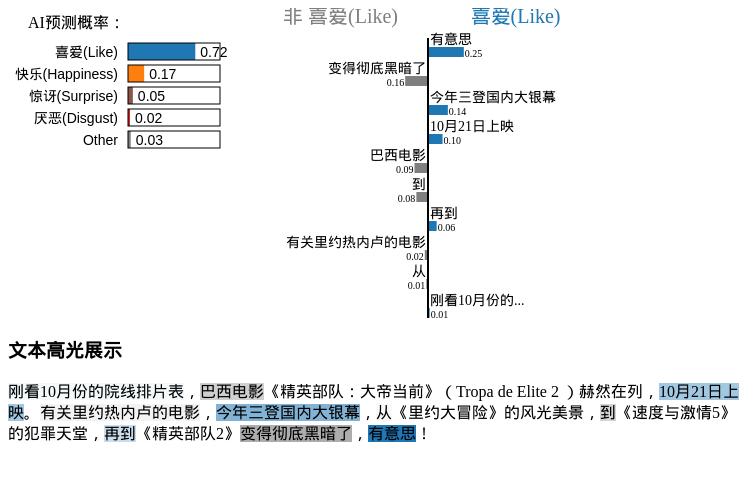 AI预测概率：
喜爱(Like) 0.72
快乐(Happiness) 0.17
惊讶(Surprise) 0.05
厌恶(Disgust) 0.02
Other 0.03
非 喜爱(Like) 喜爱(Like)
有意思
0.25
变得彻底黑暗了
0.16
今年三登国内大银幕
0.14
10月21日上映
0.10
巴西电影
0.09
到
0.08
再到
0.06
有关里约热内卢的电影
0.02
从
0.01
刚看10月份的...
0.01
文本高光展示
刚看10月份的院线排片表，巴西电影《精英部队：大帝当前》（Tropa de Elite 2 ）赫然在列，10月21日上
映。有关里约热内卢的电影，今年三登国内大银幕，从《里约大冒险》的风光美景，到《速度与激情5》
的犯罪天堂，再到《精英部队2》变得彻底黑暗了，有意思！